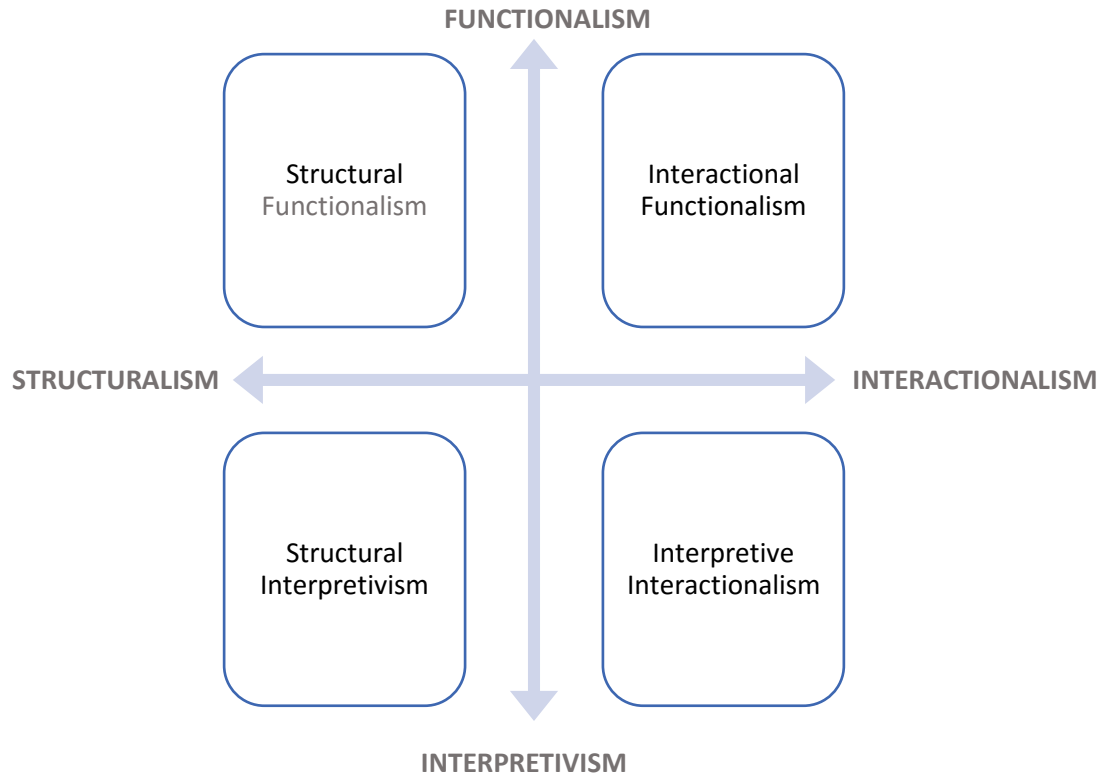 FUNCTIONALISM
Structural
Functionalism
Interactional
Functionalism
STRUCTURALISM
INTERACTIONALISM
Structural
Interpretivism
Interpretive
Interactionalism
INTERPRETIVISM